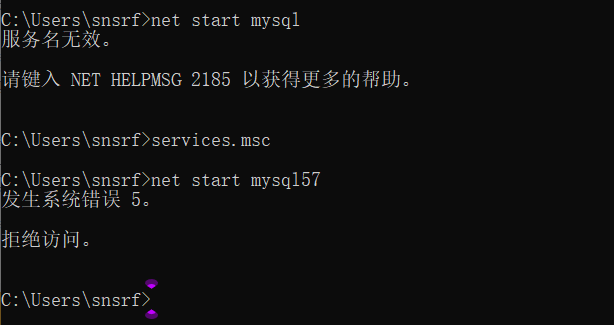 C:\Users\snsrf>net start mysql
服务名无效。
请键入 NET HELPMSG 2185 以获得更多的帮助。
C:\Users\snsrf>services.msc
C:\Users\snsrf>net start mysql57
发生系统错误 5。
拒绝访问。
C:\Users\snsrf>